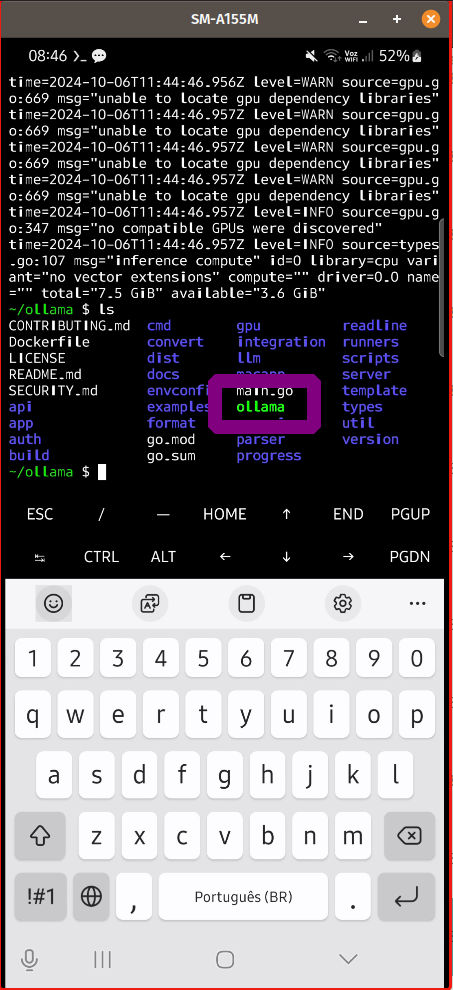 SM-A155M
08:46 >_ 52%
Voz WiFi
time=2024-10-06T11:44:46.956Z level=WARN source=gpu.g
o:669 msg="unable to locate gpu dependency libraries"
time=2024-10-06T11:44:46.957Z level=WARN source=gpu.g
o:669 msg="unable to locate gpu dependency libraries"
time=2024-10-06T11:44:46.957Z level=WARN source=gpu.g
o:669 msg="unable to locate gpu dependency libraries"
time=2024-10-06T11:44:46.957Z level=WARN source=gpu.g
o:669 msg="unable to locate gpu dependency libraries"
time=2024-10-06T11:44:46.957Z level=INFO source=gpu.g
o:347 msg="no compatible GPUs were discovered"
time=2024-10-06T11:44:46.957Z level=INFO source=types
.go:107 msg="inference compute" id=0 library=cpu vari
ant="no vector extensions" compute="" driver=0.0 name
="" total="7.5 GiB" available="3.6 GiB"
~/ollama $ ls
CONTRIBUTING.md cmd gpu readline
Dockerfile convert integration runners
LICENSE dist llm scripts
README.md docs macapp server
SECURITY.md envconfi main.go template
api examples ollama types
app format util
auth go.mod parser version
build go.sum progress
~/ollama $
ESC / — HOME ↑ END PGUP
↹ CTRL ALT ← ↓ → PGDN
1 2 3 4 5 6 7 8 9 0
q w e r t y u i o p
a s d f g h j k l
z x c v b n m
!#1 , Português (BR) .